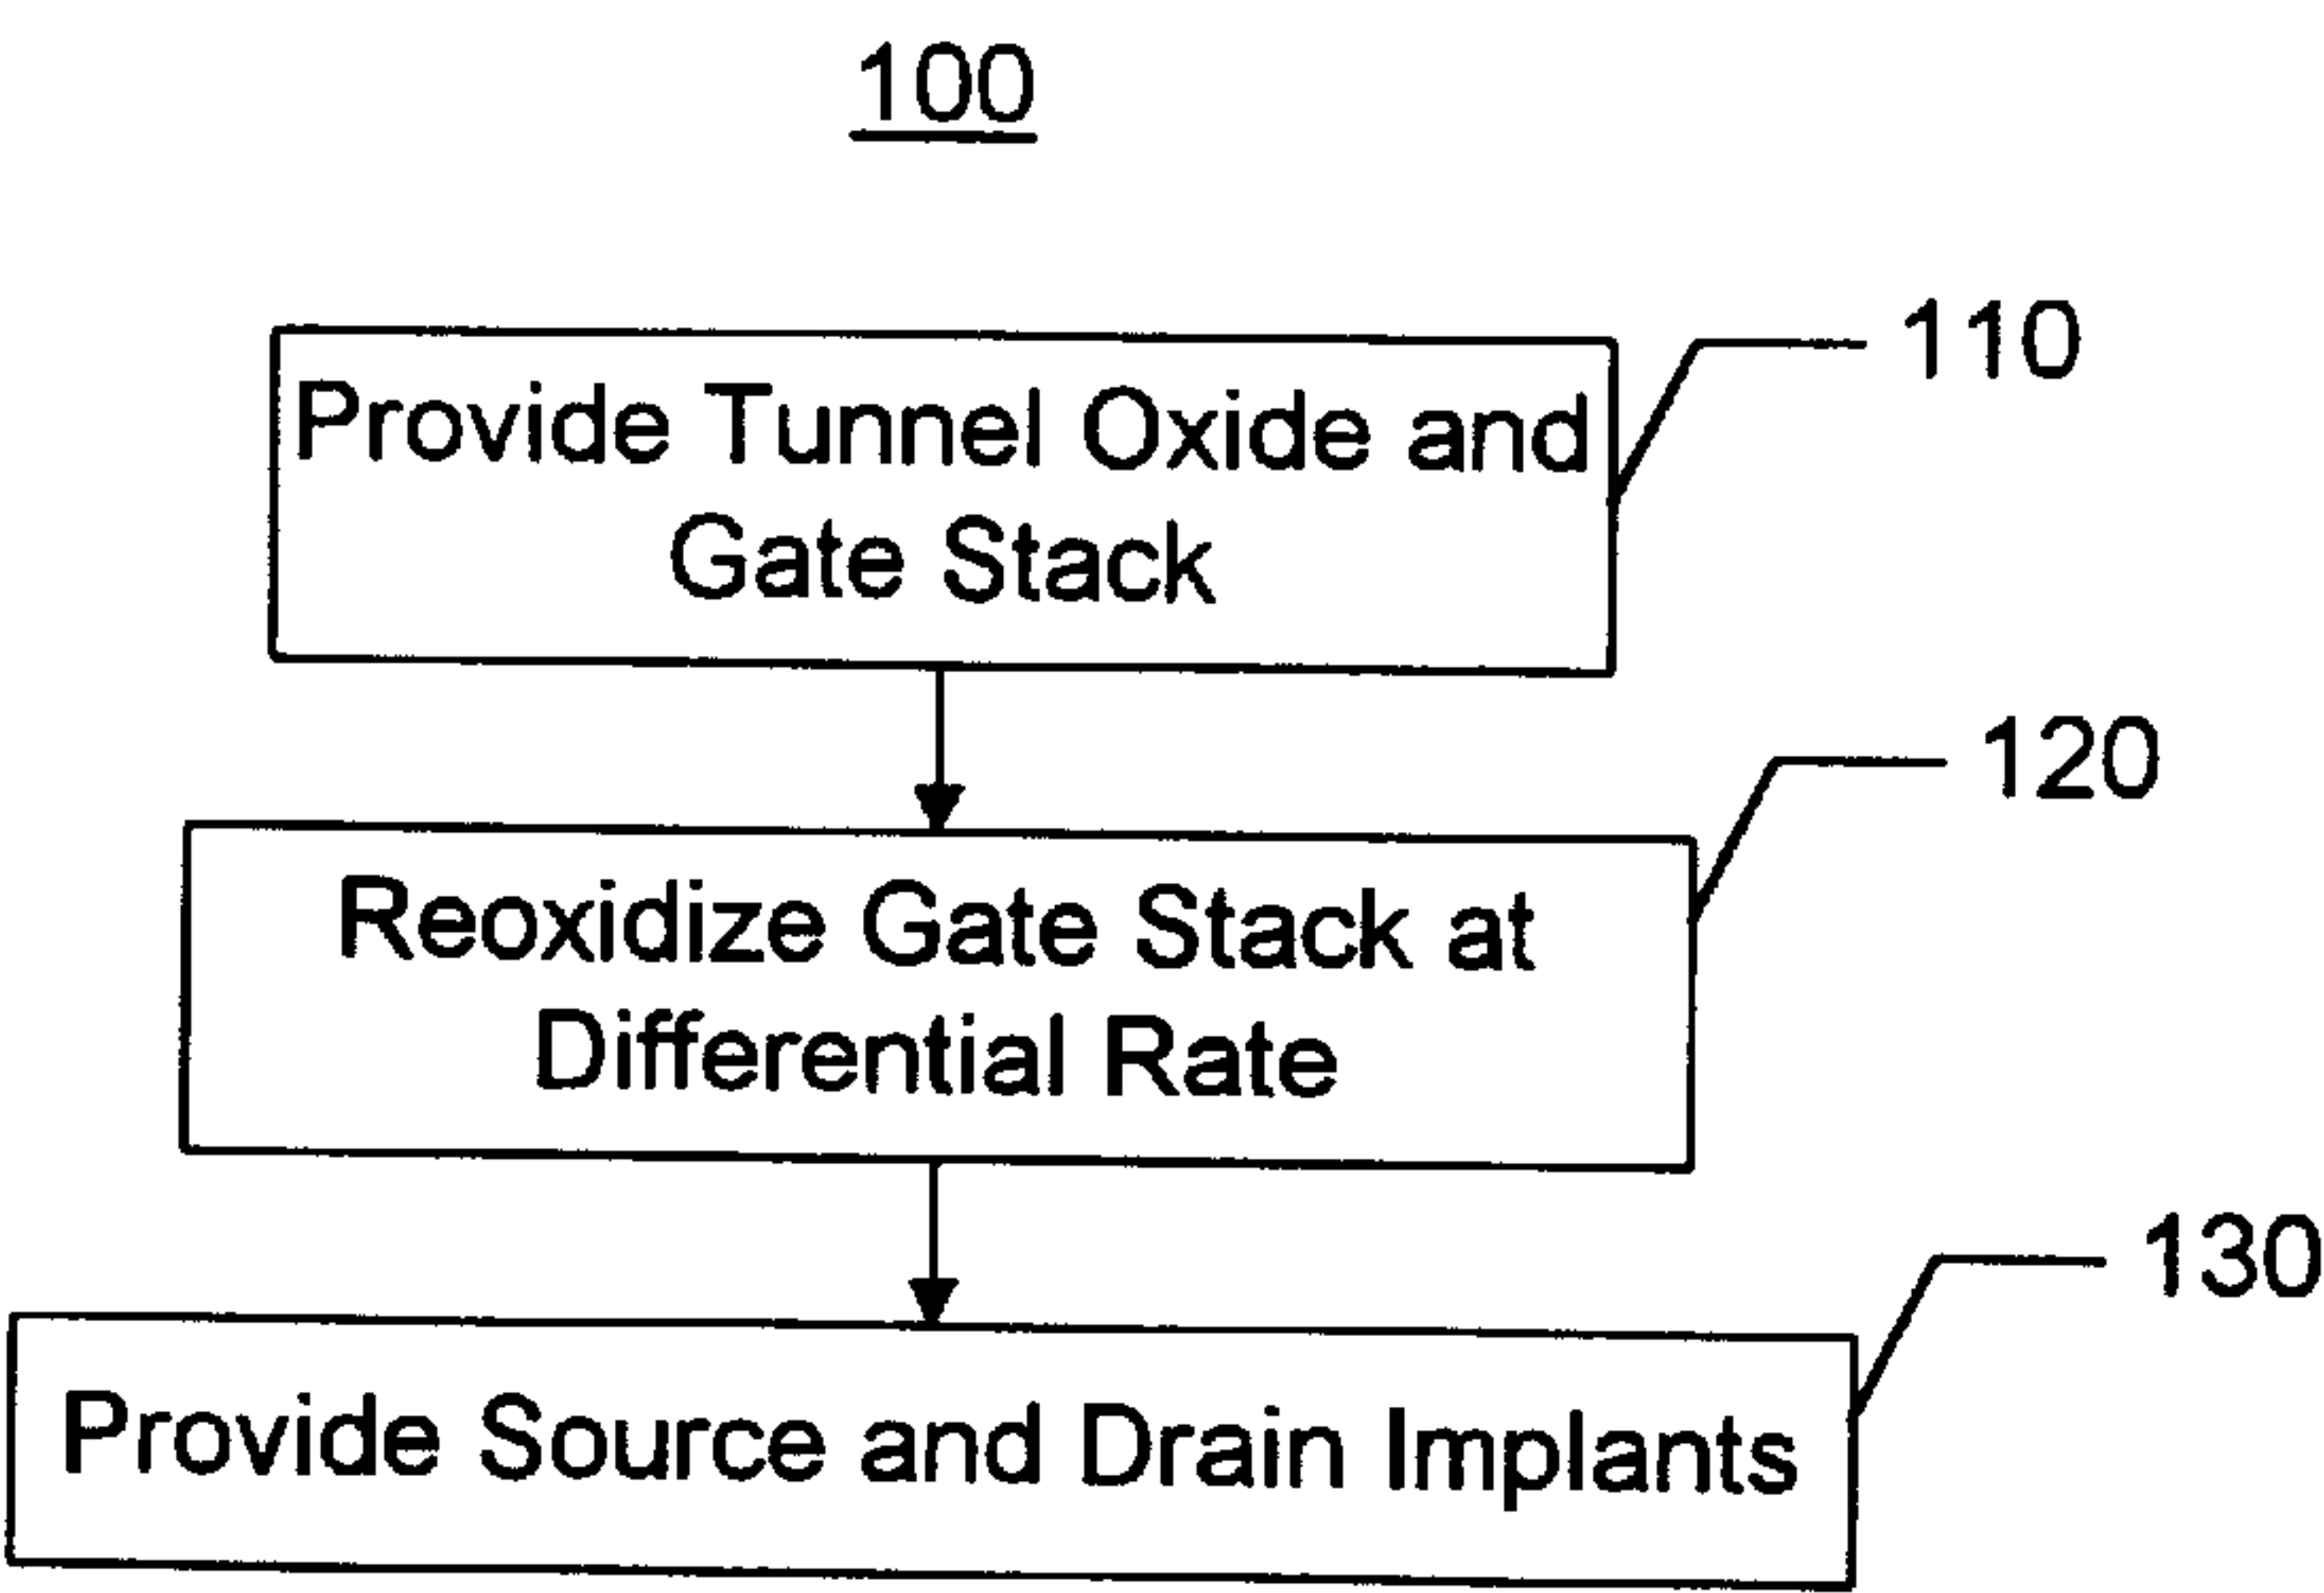 100
110
Provide Tunnel Oxide and
Gate Stack
120
Reoxidize Gate Stack at
Differential Rate
130
Provide Source and Drain Implants